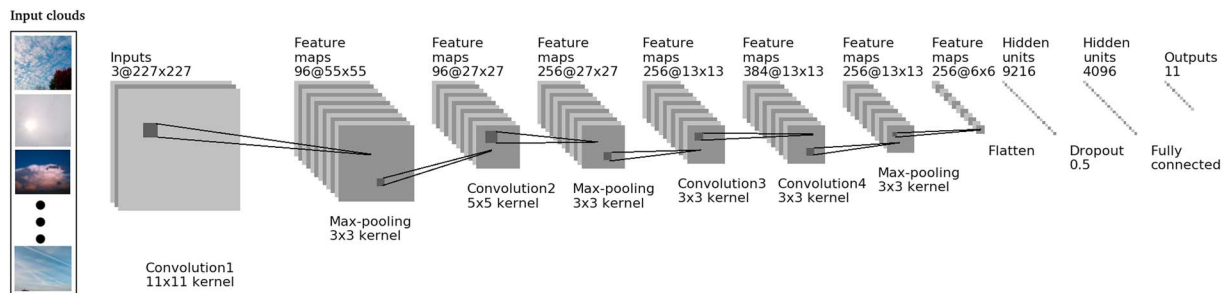 Input clouds
Inputs
3@227x227
Feature
maps
96@55x55
Feature
maps
96@27x27
Feature
maps
256@27x27
Feature
maps
256@13x13
Feature
maps
384@13x13
Feature
maps
256@13x13
Feature
maps
256@6x6
Hidden
units
9216
Hidden
units
4096
Outputs
11
Convolution1
11x11 kernel
Max-pooling
3x3 kernel
Convolution2
5x5 kernel
Max-pooling
3x3 kernel
Convolution3
3x3 kernel
Convolution4
3x3 kernel
Max-pooling
3x3 kernel
Flatten
Dropout
0.5
Fully
connected